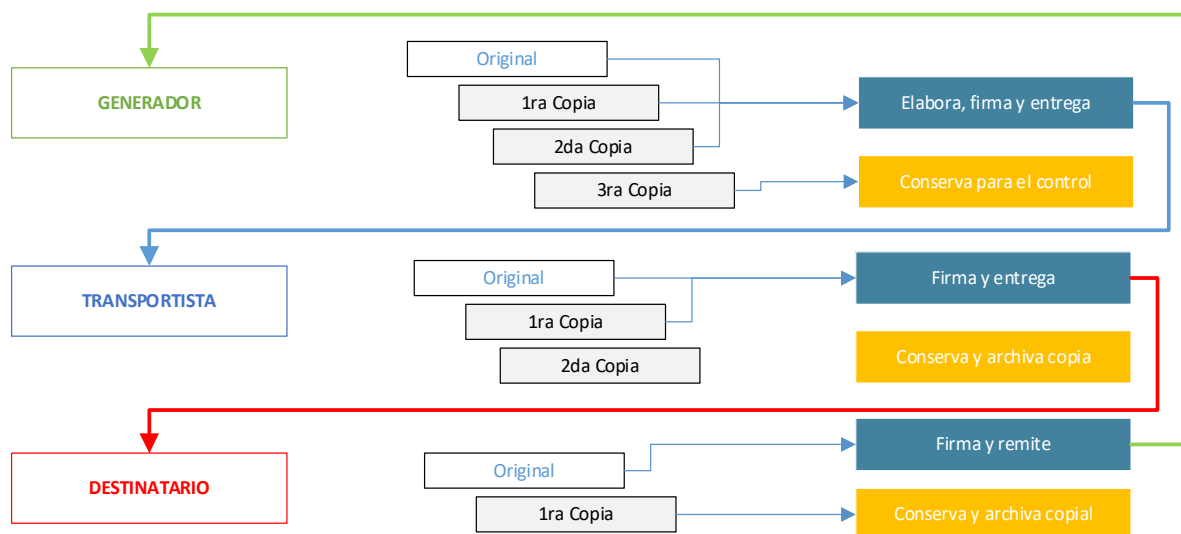 Original
GENERADOR
1ra Copia
Elabora, firma y entrega
2da Copia
3ra Copia
Conserva para el control
TRANSPORTISTA
Original
Firma y entrega
1ra Copia
2da Copia
Conserva y archiva copia
DESTINATARIO
Original
Firma y remite
1ra Copia
Conserva y archiva copial